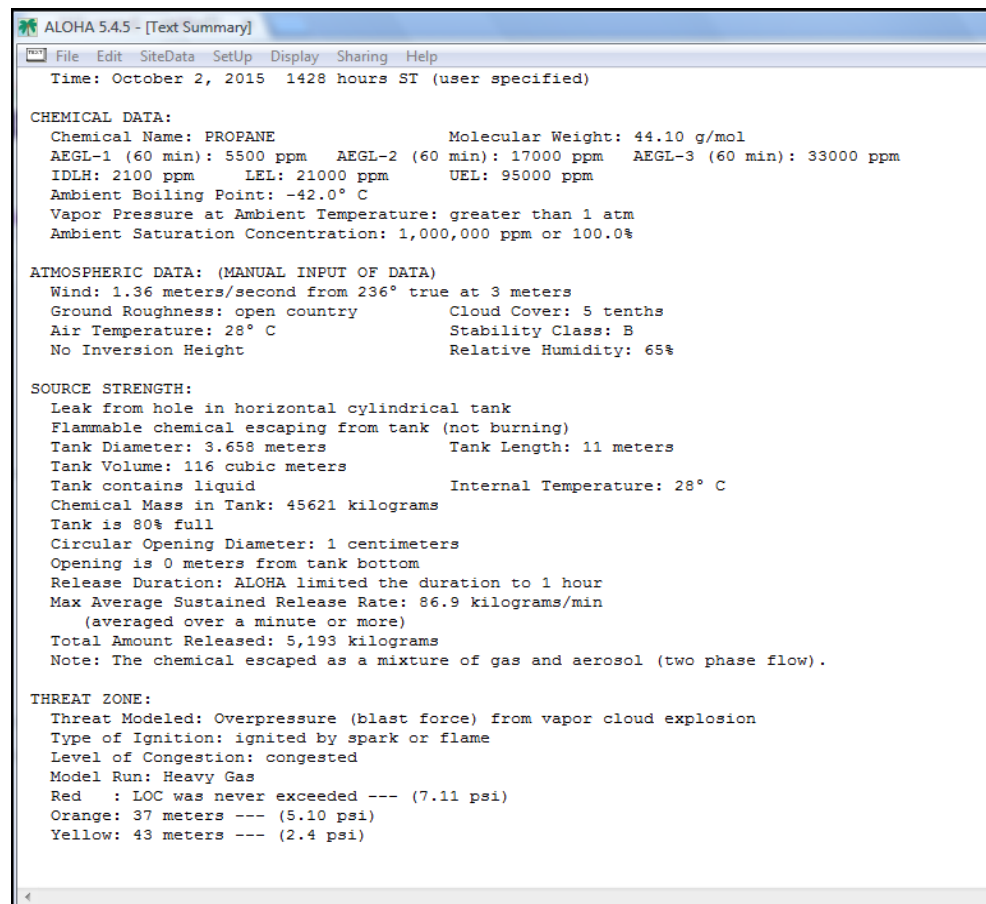 ALOHA 5.4.5 - [Text Summary]
File Edit SiteData SetUp Display Sharing Help
Time: October 2, 2015 1428 hours ST (user specified)
CHEMICAL DATA:
Chemical Name: PROPANE Molecular Weight: 44.10 g/mol
AEGL-1 (60 min): 5500 ppm AEGL-2 (60 min): 17000 ppm AEGL-3 (60 min): 33000 ppm
IDLH: 2100 ppm LEL: 21000 ppm UEL: 95000 ppm
Ambient Boiling Point: -42.0° C
Vapor Pressure at Ambient Temperature: greater than 1 atm
Ambient Saturation Concentration: 1,000,000 ppm or 100.0%
ATMOSPHERIC DATA: (MANUAL INPUT OF DATA)
Wind: 1.36 meters/second from 236° true at 3 meters
Ground Roughness: open country Cloud Cover: 5 tenths
Air Temperature: 28° C Stability Class: B
No Inversion Height Relative Humidity: 65%
SOURCE STRENGTH:
Leak from hole in horizontal cylindrical tank
Flammable chemical escaping from tank (not burning)
Tank Diameter: 3.658 meters Tank Length: 11 meters
Tank Volume: 116 cubic meters
Tank contains liquid Internal Temperature: 28° C
Chemical Mass in Tank: 45621 kilograms
Tank is 80% full
Circular Opening Diameter: 1 centimeters
Opening is 0 meters from tank bottom
Release Duration: ALOHA limited the duration to 1 hour
Max Average Sustained Release Rate: 86.9 kilograms/min
(averaged over a minute or more)
Total Amount Released: 5,193 kilograms
Note: The chemical escaped as a mixture of gas and aerosol (two phase flow).
THREAT ZONE:
Threat Modeled: Overpressure (blast force) from vapor cloud explosion
Type of Ignition: ignited by spark or flame
Level of Congestion: congested
Model Run: Heavy Gas
Red : LOC was never exceeded --- (7.11 psi)
Orange: 37 meters --- (5.10 psi)
Yellow: 43 meters --- (2.4 psi)